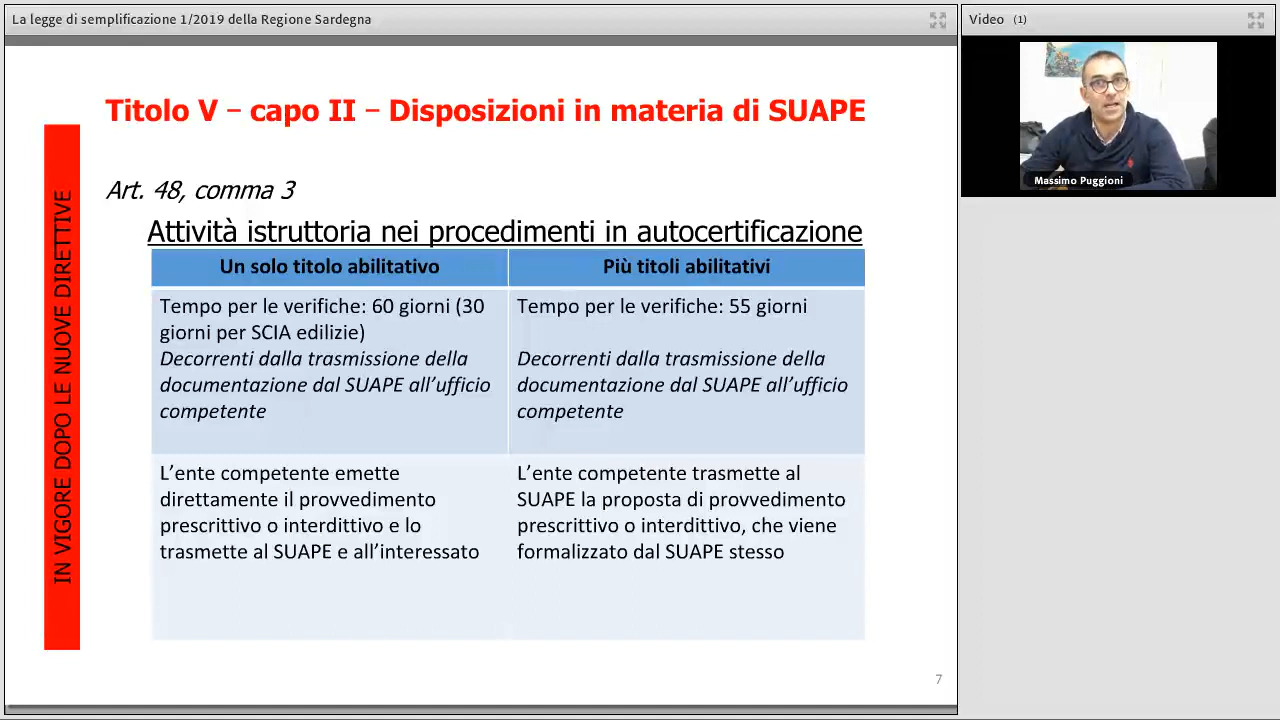 La legge di semplificazione 1/2019 della Regione Sardegna
Video (1)
Massimo Puggioni
Titolo V – capo II – Disposizioni in materia di SUAPE
IN VIGORE DOPO LE NUOVE DIRETTIVE
Art. 48, comma 3
Attività istruttoria nei procedimenti in autocertificazione
Un solo titolo abilitativo
Più titoli abilitativi
Tempo per le verifiche: 60 giorni (30
giorni per SCIA edilizie)
Decorrenti dalla trasmissione della
documentazione dal SUAPE all’ufficio
competente
Tempo per le verifiche: 55 giorni
Decorrenti dalla trasmissione della
documentazione dal SUAPE all’ufficio
competente
L’ente competente emette
direttamente il provvedimento
prescrittivo o interdittivo e lo
trasmette al SUAPE e all’interessato
L’ente competente trasmette al
SUAPE la proposta di provvedimento
prescrittivo o interdittivo, che viene
formalizzato dal SUAPE stesso
7